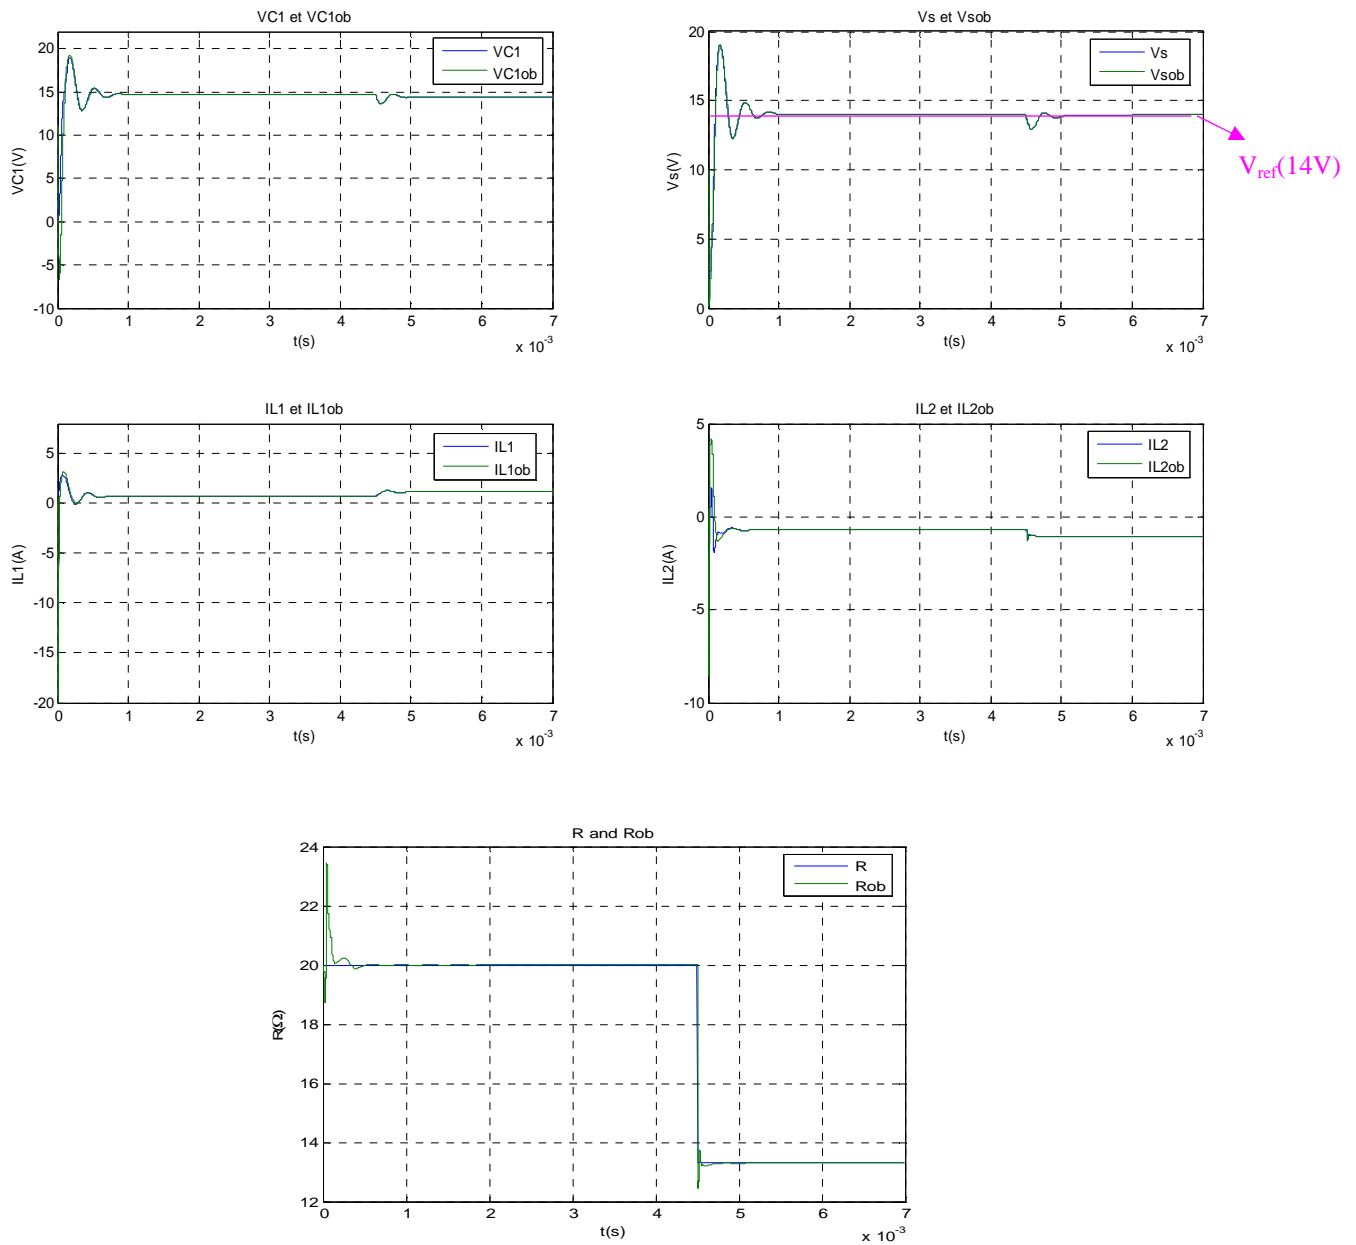 VC1 et VC1ob
VC1
VC1ob
VC1(V)
20
15
10
5
0
-5
-10
0 1 2 3 4 5 6 7
t(s)
x 10⁻³
Vs et Vsob
Vs
Vsob
Vs(V)
20
15
10
5
0
0 1 2 3 4 5 6 7
t(s)
x 10⁻³
Vref(14V)
IL1 et IL1ob
IL1
IL1ob
IL1(A)
5
0
-5
-10
-15
-20
0 1 2 3 4 5 6 7
t(s)
x 10⁻³
IL2 et IL2ob
IL2
IL2ob
IL2(A)
5
0
-5
-10
0 1 2 3 4 5 6 7
t(s)
x 10⁻³
R and Rob
R
Rob
R(Ω)
24
22
20
18
16
14
12
0 1 2 3 4 5 6 7
t(s)
x 10⁻³